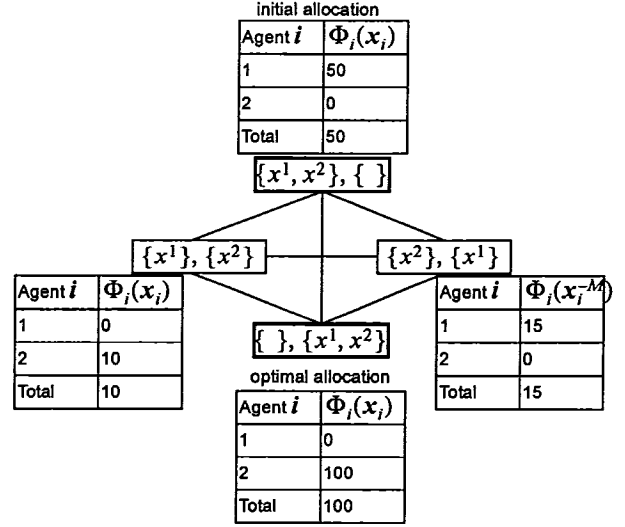 initial allocation
Agent i Φᵢ(xᵢ)
1 50
2 0
Total 50
{x¹, x²}, { }
{x¹}, {x²}
{x²}, {x¹}
Agent i Φᵢ(xᵢ)
1 0
2 10
Total 10
Agent i Φᵢ(xᵢ⁻ᴹ)
1 15
2 0
Total 15
{ }, {x¹, x²}
optimal allocation
Agent i Φᵢ(xᵢ)
1 0
2 100
Total 100